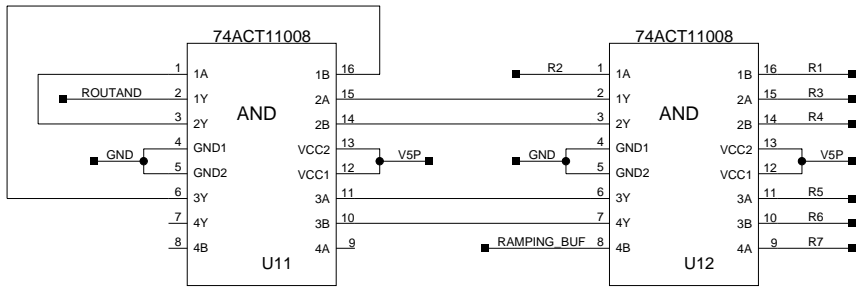 74ACT11008 74ACT11008
1 1A 1B 16 R2 1 1A 1B 16 R1
ROUTAND 2 1Y 2A 15 2 1Y 2A 15 R3
AND AND
3 2Y 2B 14 3 2Y 2B 14 R4
4 GND1 VCC2 13 4 GND1 VCC2 13
GND V5P GND V5P
5 GND2 VCC1 12 5 GND2 VCC1 12
6 3Y 3A 11 6 3Y 3A 11 R5
7 4Y 3B 10 7 4Y 3B 10 R6
8 4B 4A 9 RAMPING_BUF 8 4B 4A 9 R7
U11 U12